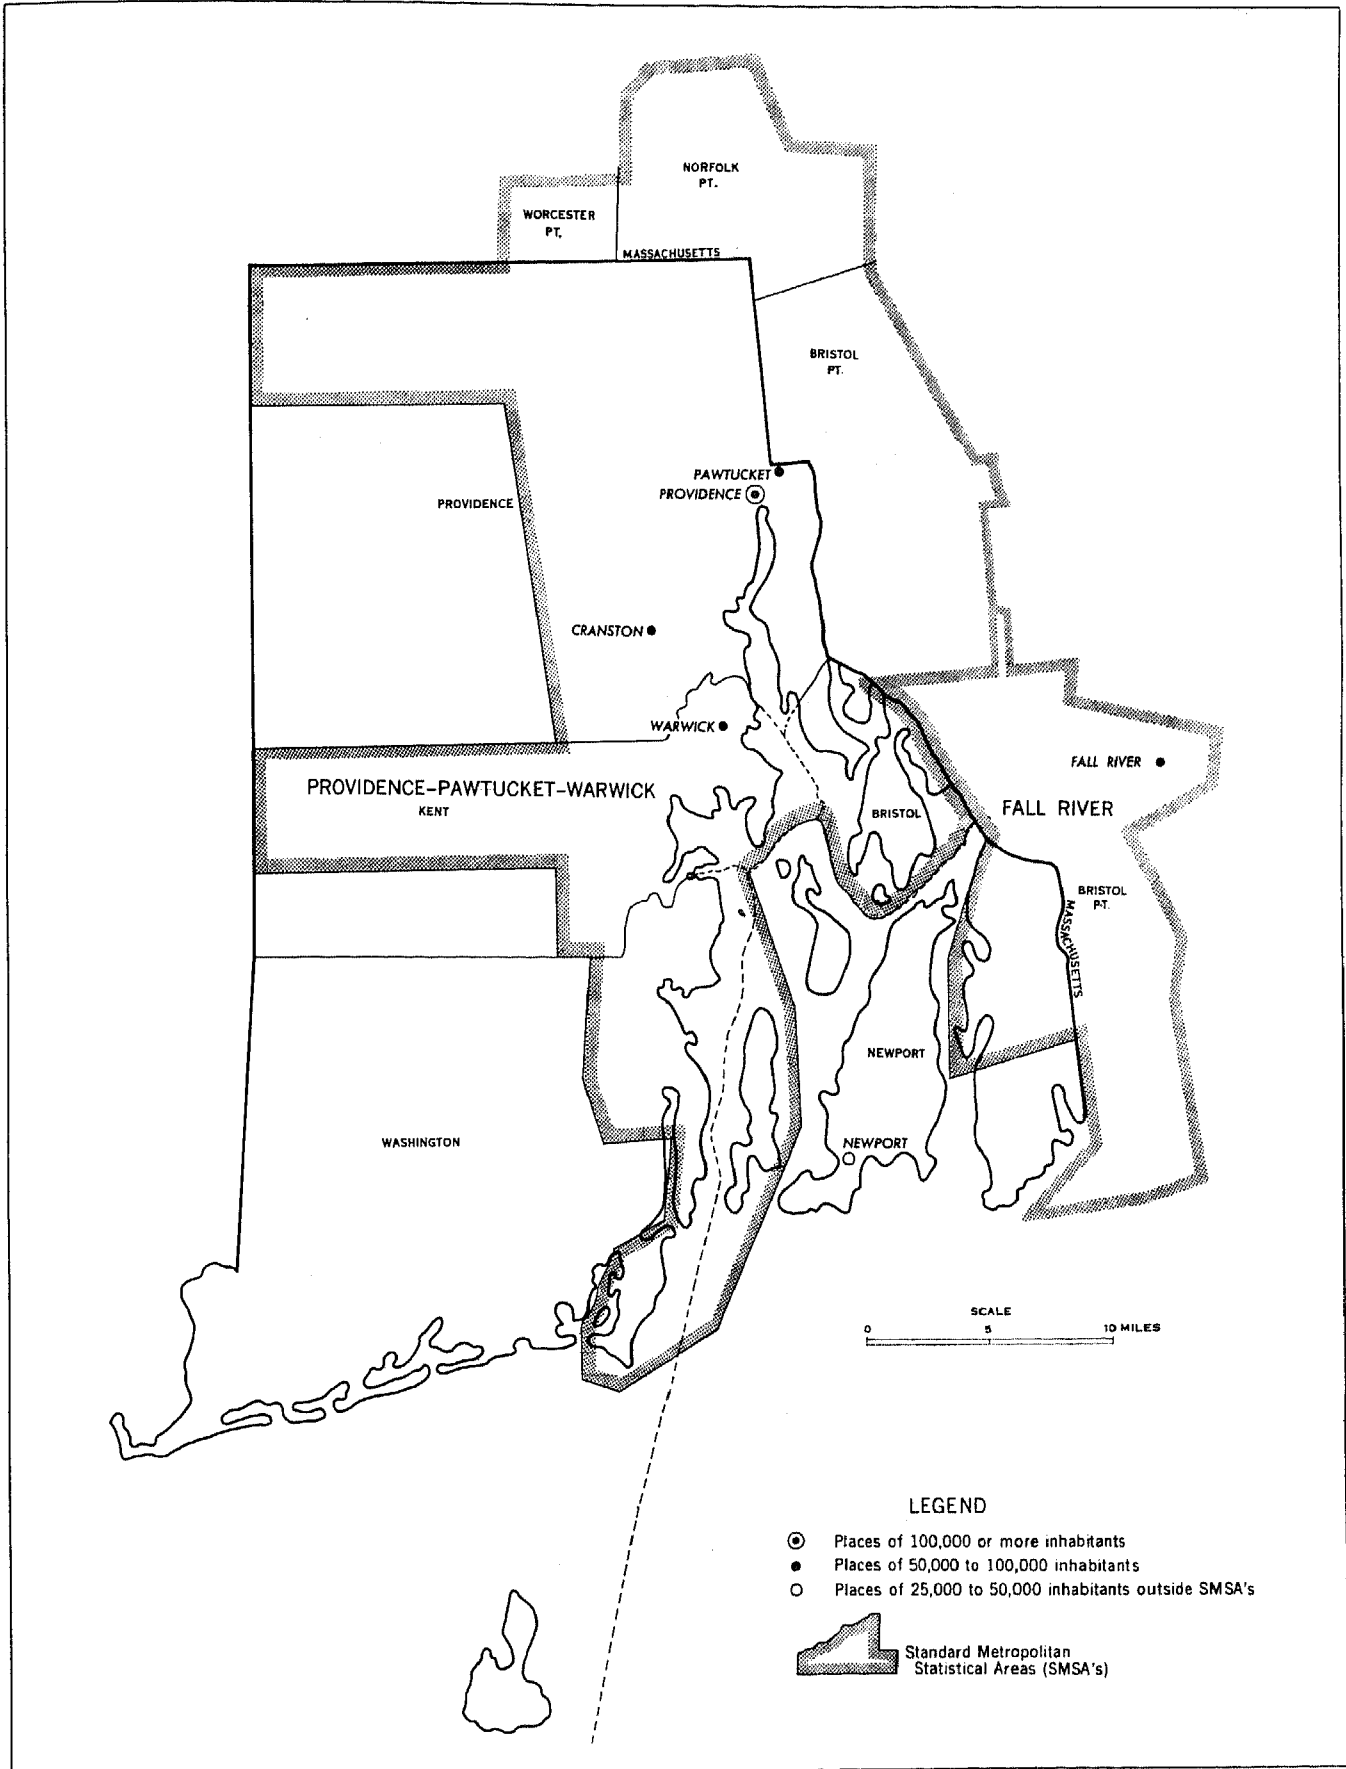 NORFOLK
PT.
WORCESTER
PT.
MASSACHUSETTS
BRISTOL
PT.
PAWTUCKET
PROVIDENCE
PROVIDENCE
CRANSTON
WARWICK
FALL RIVER
PROVIDENCE-PAWTUCKET-WARWICK
KENT
BRISTOL
FALL RIVER
BRISTOL
PT.
MASSACHUSETTS
NEWPORT
WASHINGTON
NEWPORT
SCALE
0 5 10 MILES
LEGEND
Places of 100,000 or more inhabitants
Places of 50,000 to 100,000 inhabitants
Places of 25,000 to 50,000 inhabitants outside SMSA's
Standard Metropolitan
Statistical Areas (SMSA's)